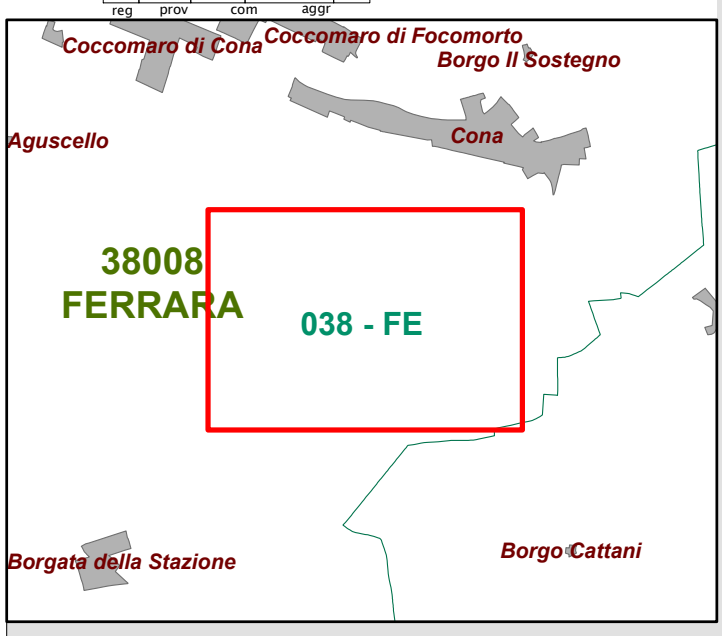 reg prov com aggr
Coccomaro di Cona
Coccomaro di Focomorto
Borgo Il Sostegno
Aguscello
Cona
38008
FERRARA
038 - FE
Borgata della Stazione
Borgo Cattani